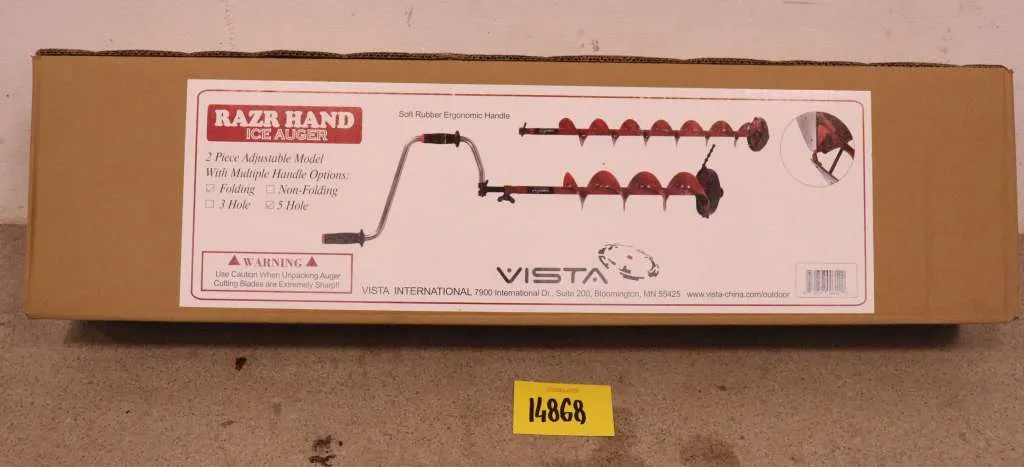 RAZR HAND
ICE AUGER
2 Piece Adjustable Model
With Multiple Handle Options:
☑ Folding ☐ Non-Folding
☐ 3 Hole ☑ 5 Hole
Soft Rubber Ergonomic Handle
WARNING
Use Caution When Unpacking Auger
Cutting Blades are Extremely Sharp!!
VISTA
VISTA INTERNATIONAL 7900 International Dr., Suite 200, Bloomington, MN 55425 www.vista-china.com/outdoor
14868